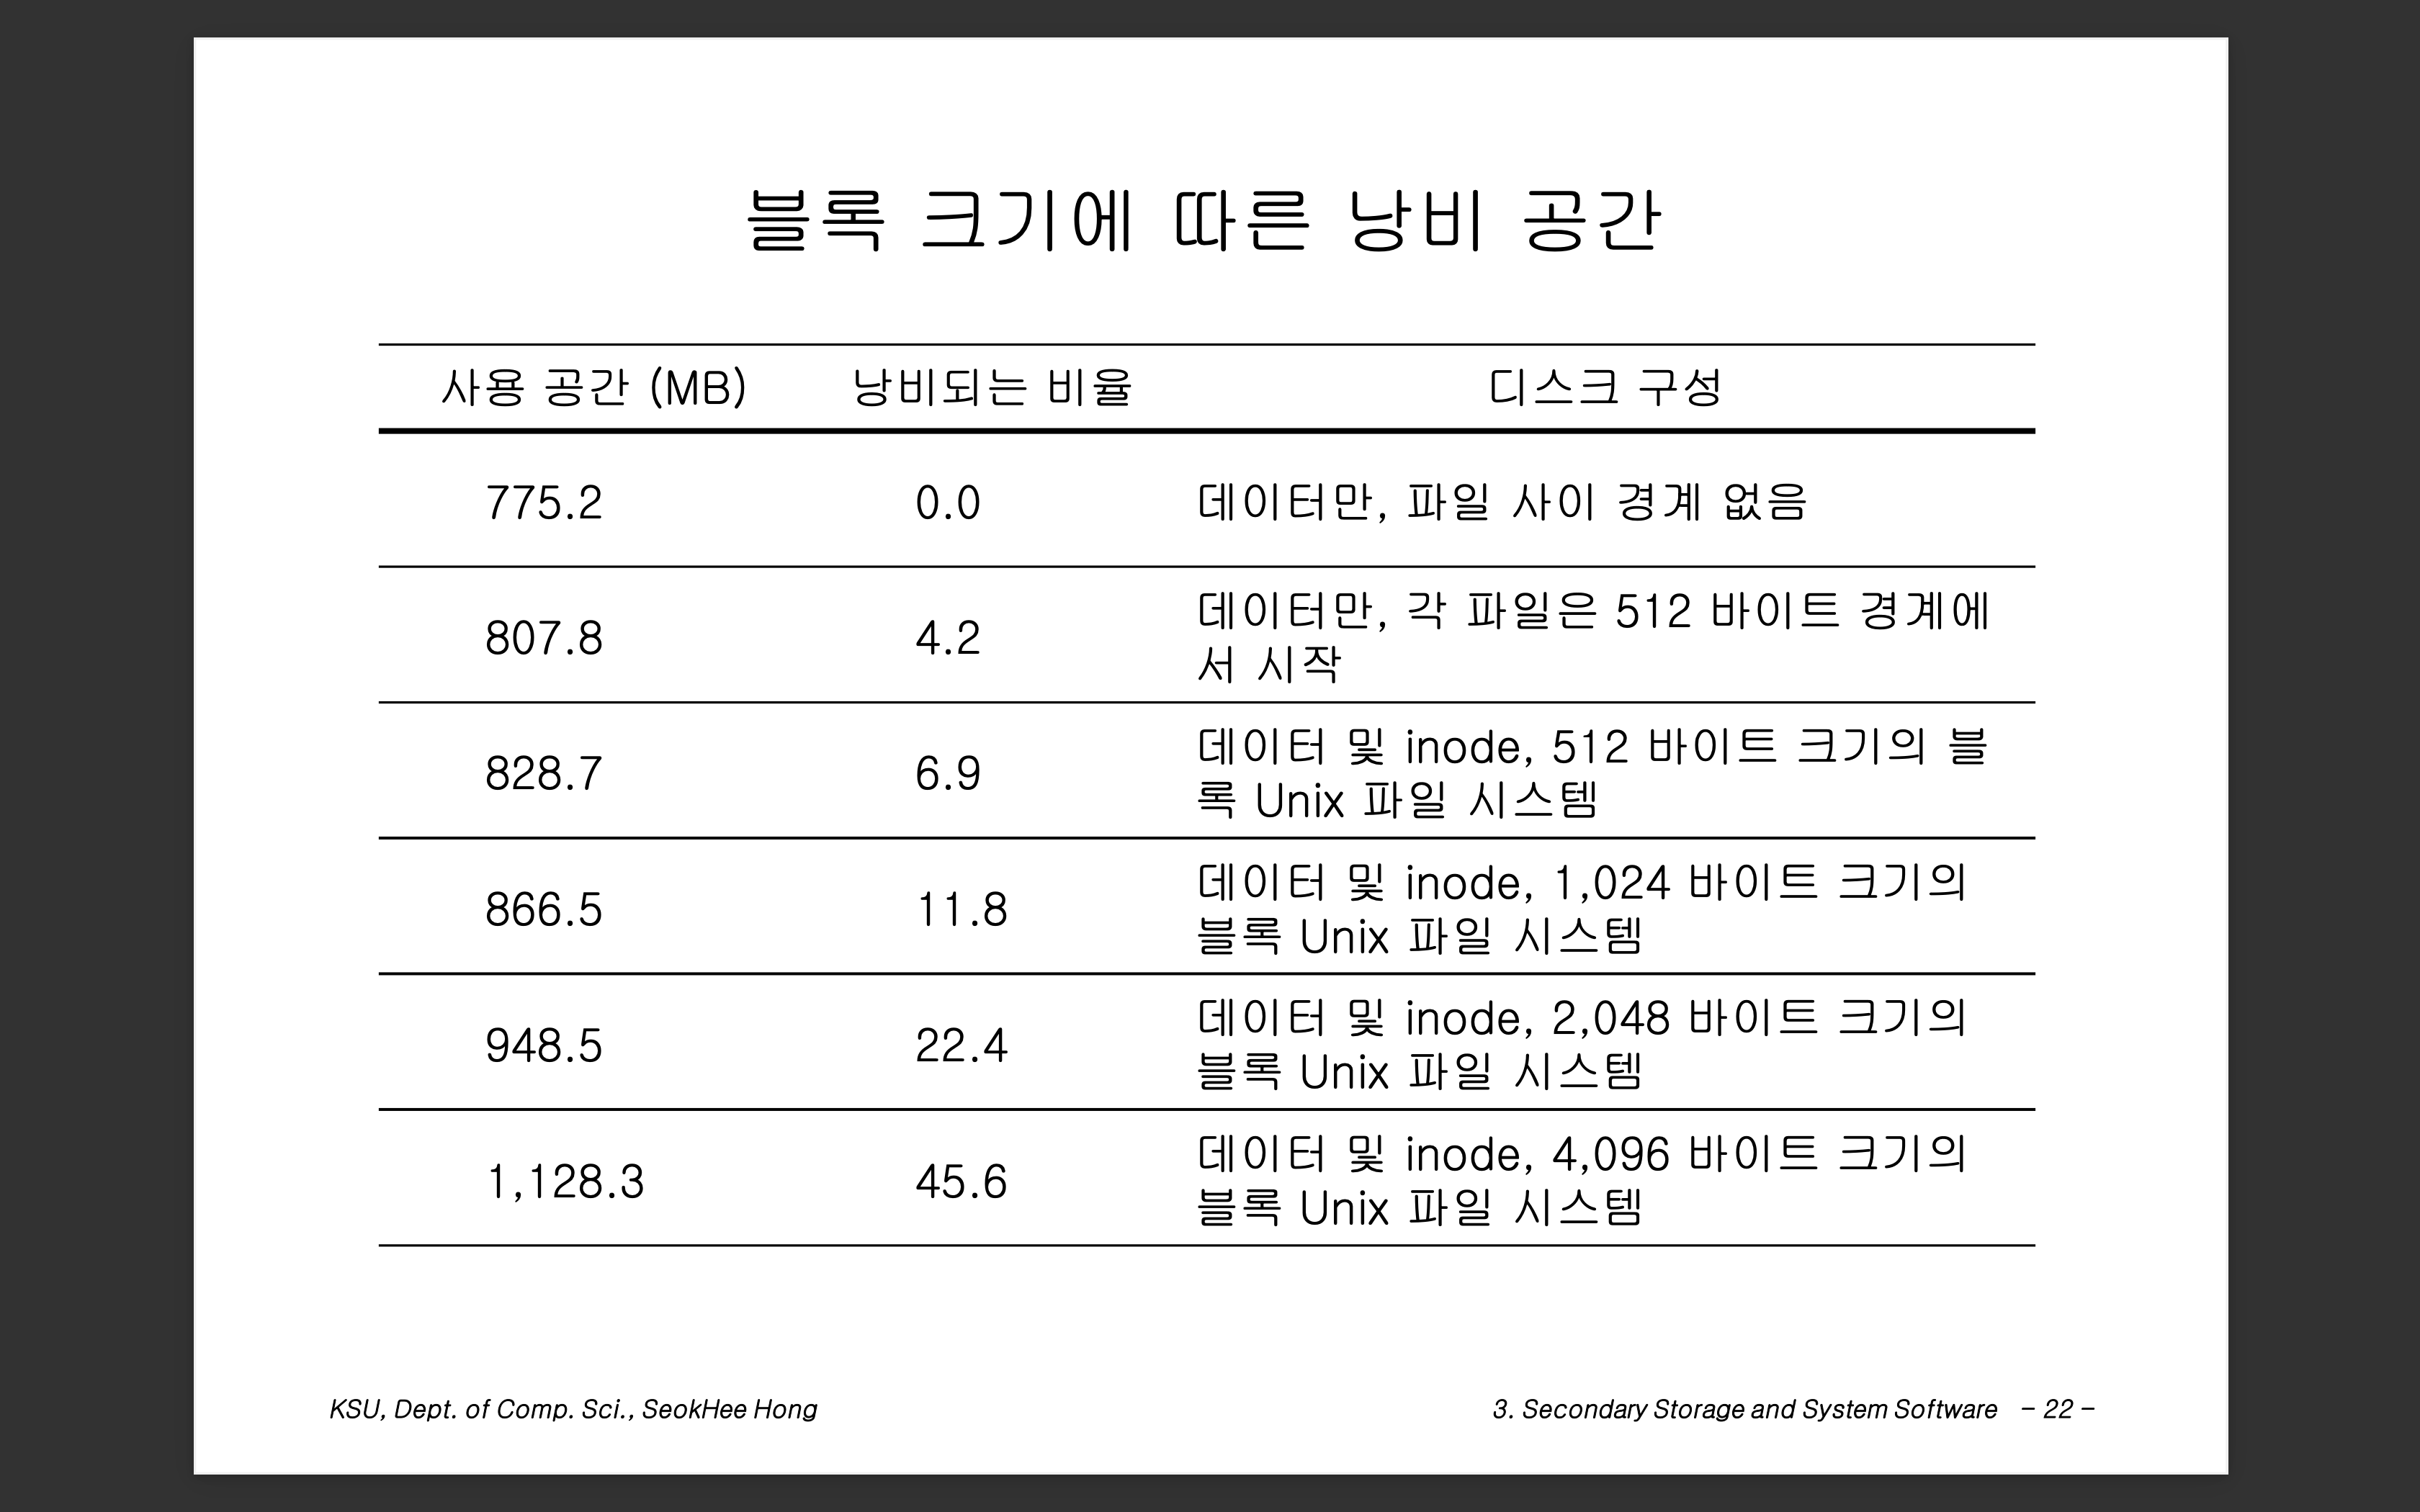 블록 크기에 따른 낭비 공간
사용 공간 (MB) 낭비되는 비율 디스크 구성
775.2 0.0 데이터만, 파일 사이 경계 없음
807.8 4.2 데이터만, 각 파일은 512 바이트 경계에
서 시작
828.7 6.9 데이터 및 inode, 512 바이트 크기의 블
록 Unix 파일 시스템
866.5 11.8 데이터 및 inode, 1,024 바이트 크기의
블록 Unix 파일 시스템
948.5 22.4 데이터 및 inode, 2,048 바이트 크기의
블록 Unix 파일 시스템
1,128.3 45.6 데이터 및 inode, 4,096 바이트 크기의
블록 Unix 파일 시스템
KSU, Dept. of Comp. Sci., SeokHee Hong
3. Secondary Storage and System Software - 22 -